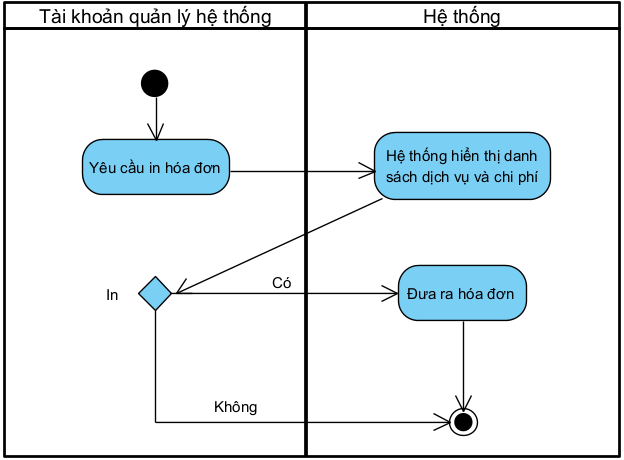 Tài khoản quản lý hệ thống
Hệ thống
Yêu cầu in hóa đơn
Hệ thống hiển thị danh
sách dịch vụ và chi phí
In
Có
Đưa ra hóa đơn
Không